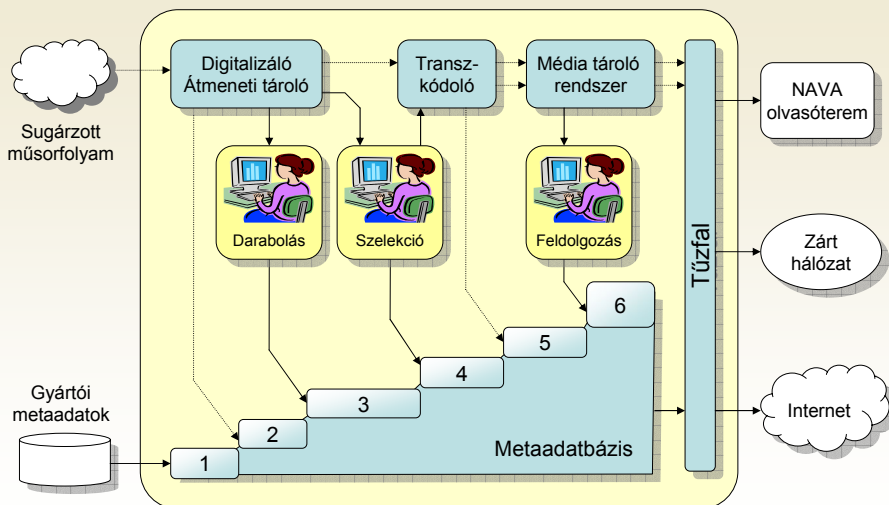 Digitalizáló
Átmeneti tároló
Transz-
kódoló
Média tároló
rendszer
NAVA
olvasóterem
Sugárzott
műsorfolyam
Darabolás
Szelekció
Feldolgozás
Tűzfal
Zárt
hálózat
6
5
4
3
2
1
Gyártói
metaadatok
Metaadatbázis
Internet